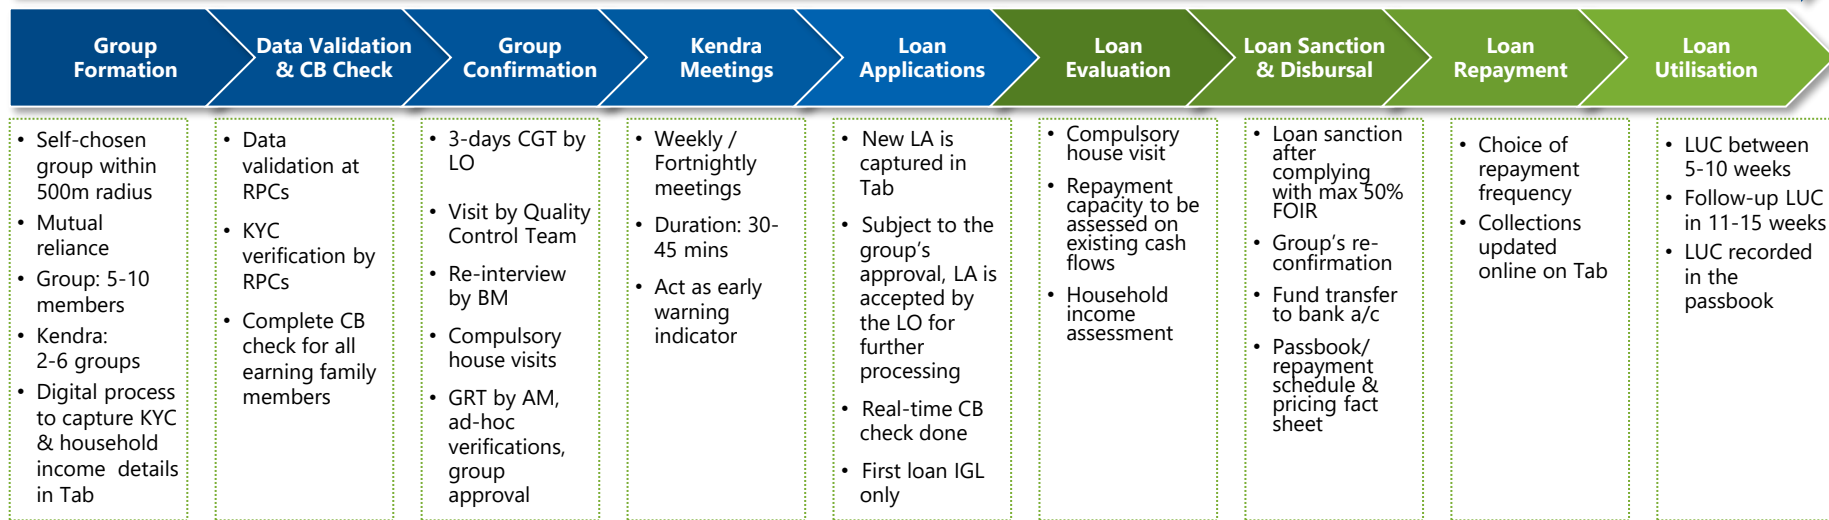 Group
Formation
Data Validation
& CB Check
Group
Confirmation
Kendra
Meetings
Loan
Applications
Loan
Evaluation
Loan Sanction
& Disbursal
Loan
Repayment
Loan
Utilisation
• Self-chosen
group within
500m radius
• Mutual
reliance
• Group: 5-10
members
• Kendra:
2-6 groups
• Digital process
to capture KYC
& household
income details
in Tab
• Data
validation at
RPCs
• KYC
verification by
RPCs
• Complete CB
check for all
earning family
members
• 3-days CGT by
LO
• Visit by Quality
Control Team
• Re-interview
by BM
• Compulsory
house visits
• GRT by AM,
ad-hoc
verifications,
group
approval
• Weekly /
Fortnightly
meetings
• Duration: 30-
45 mins
• Act as early
warning
indicator
• New LA is
captured in
Tab
• Subject to the
group's
approval, LA is
accepted by
the LO for
further
processing
• Real-time CB
check done
• First loan IGL
only
• Compulsory
house visit
• Repayment
capacity to be
assessed on
existing cash
flows
• Household
income
assessment
• Loan sanction
after
complying
with max 50%
FOIR
• Group's re-
confirmation
• Fund transfer
to bank a/c
• Passbook/
repayment
schedule &
pricing fact
sheet
• Choice of
repayment
frequency
• Collections
updated
online on Tab
• LUC between
5-10 weeks
• Follow-up LUC
in 11-15 weeks
• LUC recorded
in the
passbook